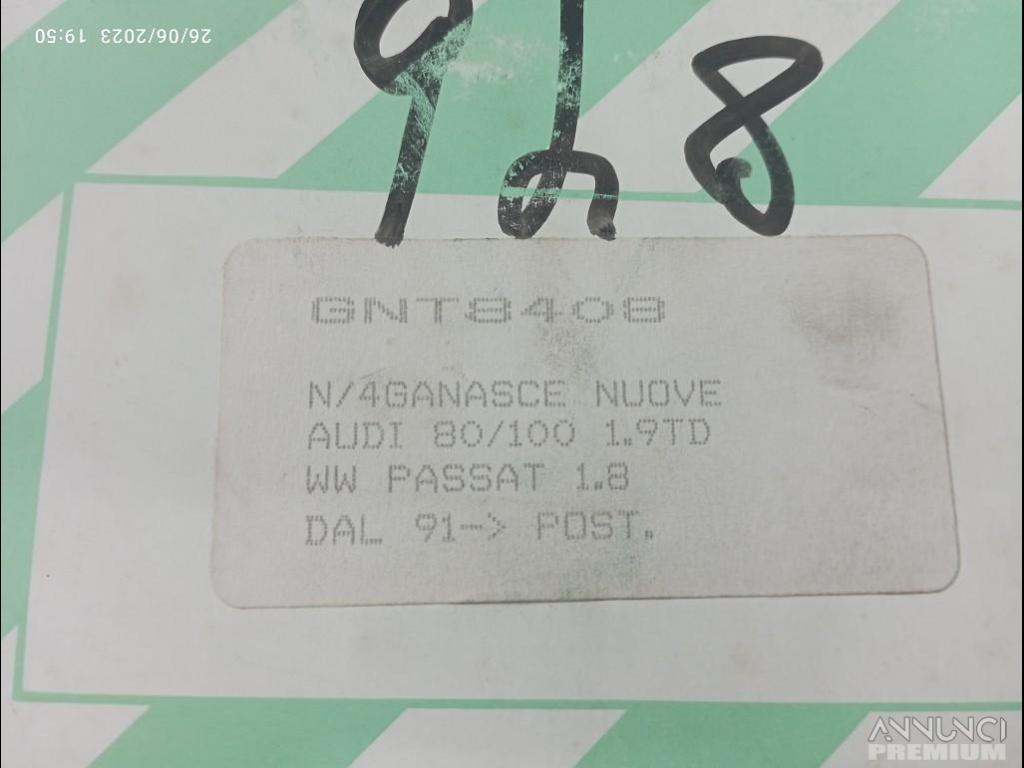 26/06/2023 19:50
GNT8408
N/4GANASCE NUOVE
AUDI 80/100 1.9TD
WW PASSAT 1.8
DAL 91-> POST.
ANNUNCI
PREMIUM